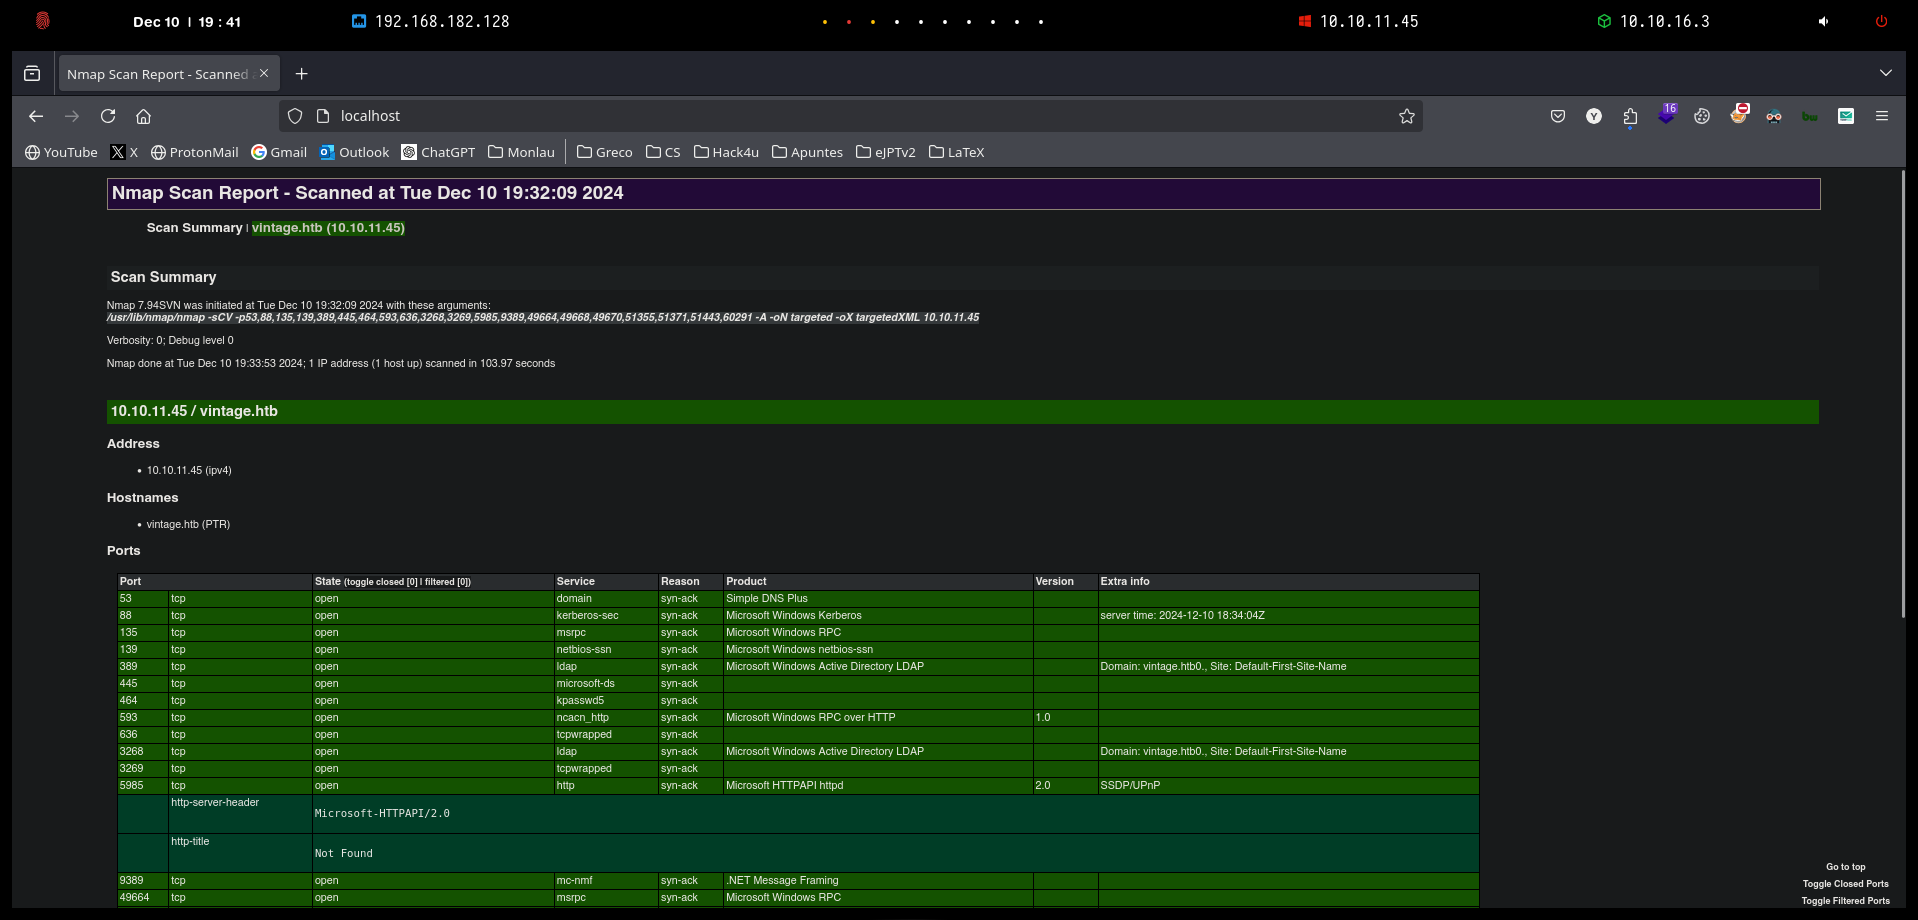 Dec 10 | 19 : 41 192.168.182.128 10.10.11.45 10.10.16.3
Nmap Scan Report - Scanned
localhost
16
YouTube X ProtonMail Gmail Outlook ChatGPT Monlau Greco CS Hack4u Apuntes eJPTv2 LaTeX
Nmap Scan Report - Scanned at Tue Dec 10 19:32:09 2024
Scan Summary | vintage.htb (10.10.11.45)
Scan Summary
Nmap 7.94SVN was initiated at Tue Dec 10 19:32:09 2024 with these arguments:
/usr/lib/nmap/nmap -sCV -p53,88,135,139,389,445,464,593,636,3268,3269,5985,9389,49664,49668,49670,51355,51371,51443,60291 -A -oN targeted -oX targetedXML 10.10.11.45
Verbosity: 0; Debug level 0
Nmap done at Tue Dec 10 19:33:53 2024; 1 IP address (1 host up) scanned in 103.97 seconds
10.10.11.45 / vintage.htb
Address
• 10.10.11.45 (ipv4)
Hostnames
• vintage.htb (PTR)
Ports
Port State (toggle closed [0] | filtered [0]) Service Reason Product Version Extra info
53 tcp open domain syn-ack Simple DNS Plus
88 tcp open kerberos-sec syn-ack Microsoft Windows Kerberos server time: 2024-12-10 18:34:04Z
135 tcp open msrpc syn-ack Microsoft Windows RPC
139 tcp open netbios-ssn syn-ack Microsoft Windows netbios-ssn
389 tcp open ldap syn-ack Microsoft Windows Active Directory LDAP Domain: vintage.htb0., Site: Default-First-Site-Name
445 tcp open microsoft-ds syn-ack
464 tcp open kpasswd5 syn-ack
593 tcp open ncacn_http syn-ack Microsoft Windows RPC over HTTP 1.0
636 tcp open tcpwrapped syn-ack
3268 tcp open ldap syn-ack Microsoft Windows Active Directory LDAP Domain: vintage.htb0., Site: Default-First-Site-Name
3269 tcp open tcpwrapped syn-ack
5985 tcp open http syn-ack Microsoft HTTPAPI httpd 2.0 SSDP/UPnP
http-server-header Microsoft-HTTPAPI/2.0
http-title Not Found
9389 tcp open mc-nmf syn-ack .NET Message Framing
49664 tcp open msrpc syn-ack Microsoft Windows RPC
Go to top
Toggle Closed Ports
Toggle Filtered Ports